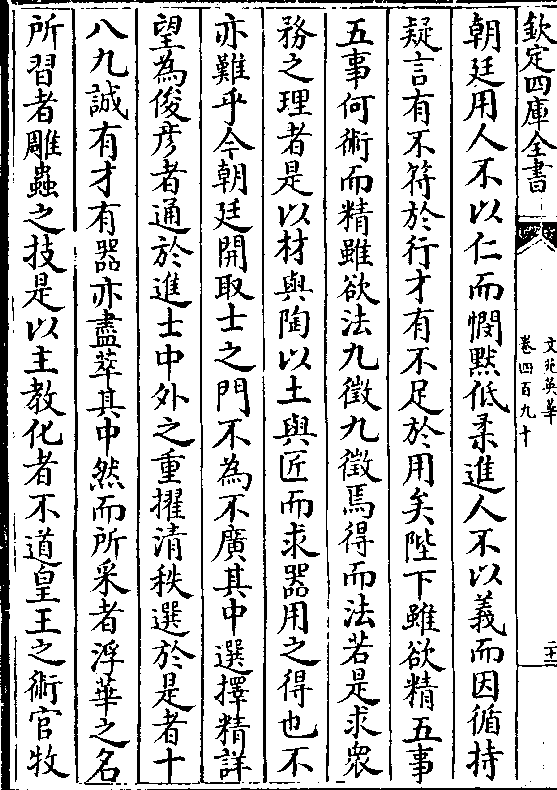 欽定四庫全書
文苑英華
卷四百九十
二十三
朝廷用人不以仁而憫默低柔進人不以義而因循持
疑言有不符於行才有不足於用矣陛下雖欲精五事
五事何術而精雖欲法九徵九徵焉得而法若是求衆
務之理者是以材與陶以土與匠而求器用之得也不
亦難乎今朝廷開取士之門不為不廣其中選擇精詳
望為俊彦者通於進士中外之重擢清秩選於是者十
八九誠有才有器亦盡萃其中然而所采者浮華之名
所習者雕蟲之技是以主教化者不道皇王之術官牧